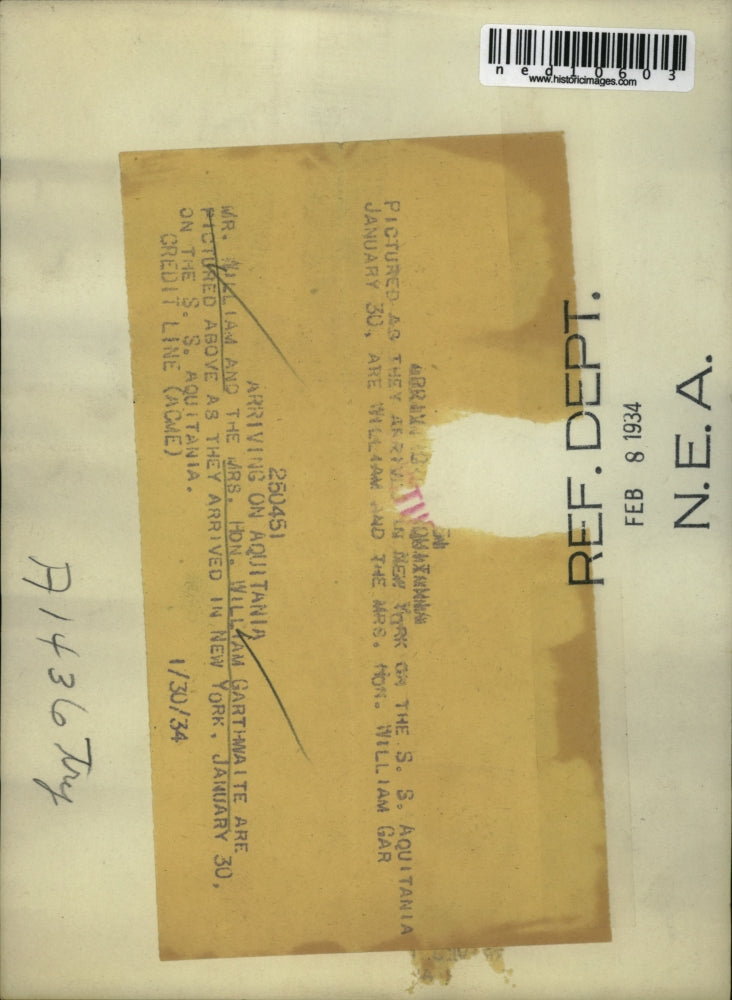 ned10603
www.historicimages.com
REF. DEPT.
FEB 8 1934
N. E. A.
PICTURED AS THEY ARRIVE IN NEW YORK ON THE S. S. AQUITANIA
JANUARY 30, ARE WILLIAM AND THE MRS. HON. WILLIAM GAR
250451
ARRIVING ON AQUITANIA
MR. WILLIAM AND THE MRS. HON. WILLIAM GARTHWAITE ARE
PICTURED ABOVE AS THEY ARRIVED IN NEW YORK, JANUARY 30,
ON THE S. S. AQUITANIA.
CREDIT LINE (ACME) 1/30/34
A1436